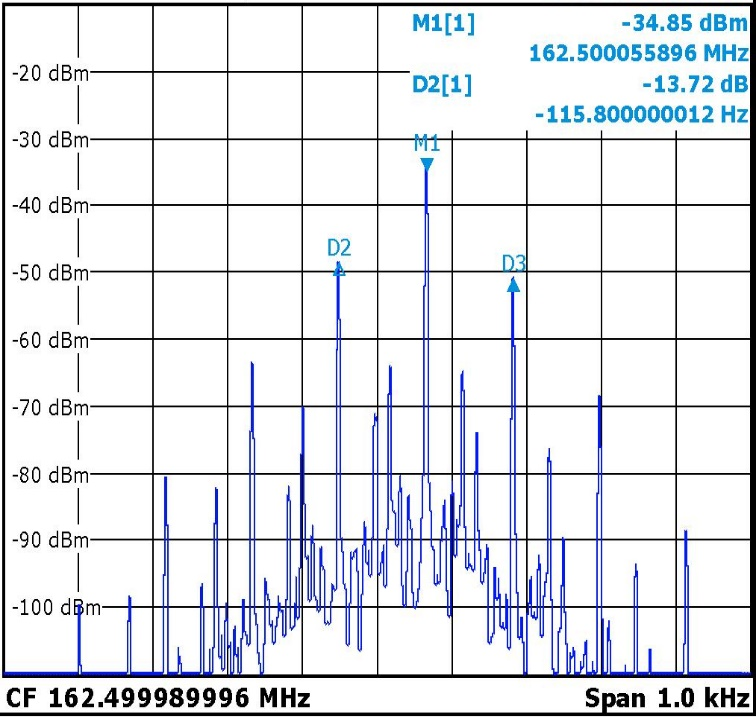 M1[1] -34.85 dBm
162.500055896 MHz
D2[1] -13.72 dB
-115.800000012 Hz
-20 dBm
-30 dBm
M1
-40 dBm
D2
D3
-50 dBm
-60 dBm
-70 dBm
-80 dBm
-90 dBm
-100 dBm
CF 162.499989996 MHz Span 1.0 kHz